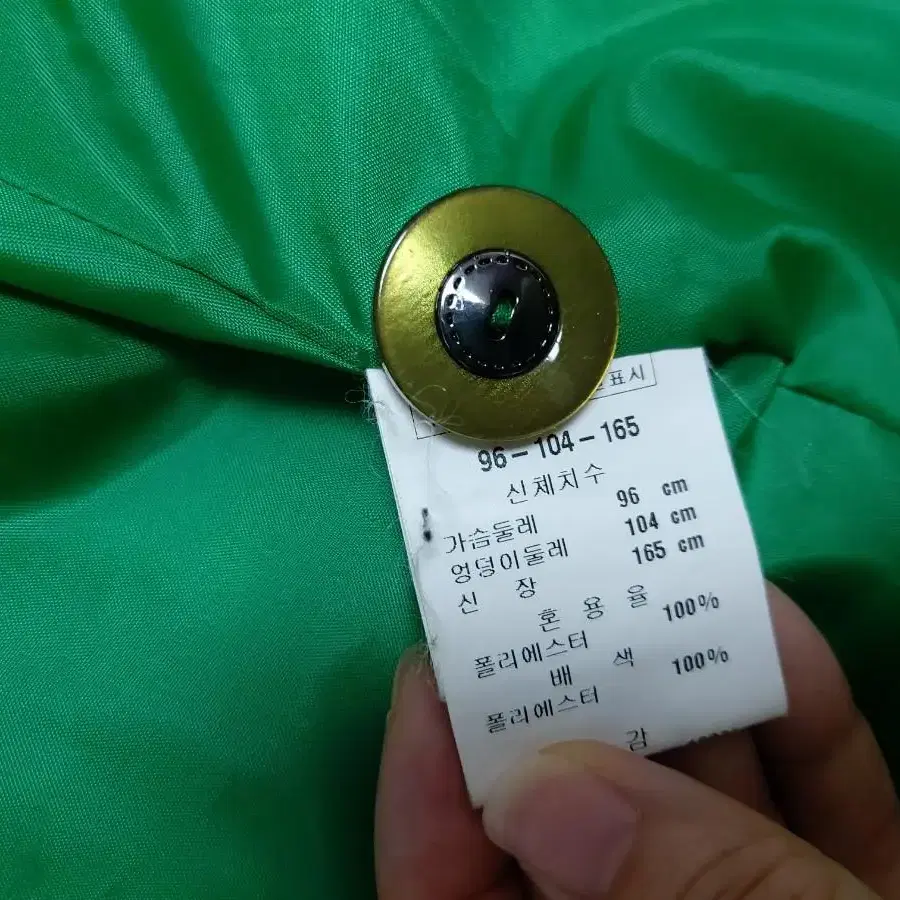 표시
96-104-165
신체치수
가슴둘레 96 cm
엉덩이둘레 104 cm
신 장 165 cm
혼 용 율
폴리에스터 100%
배 색
폴리에스터 100%
감